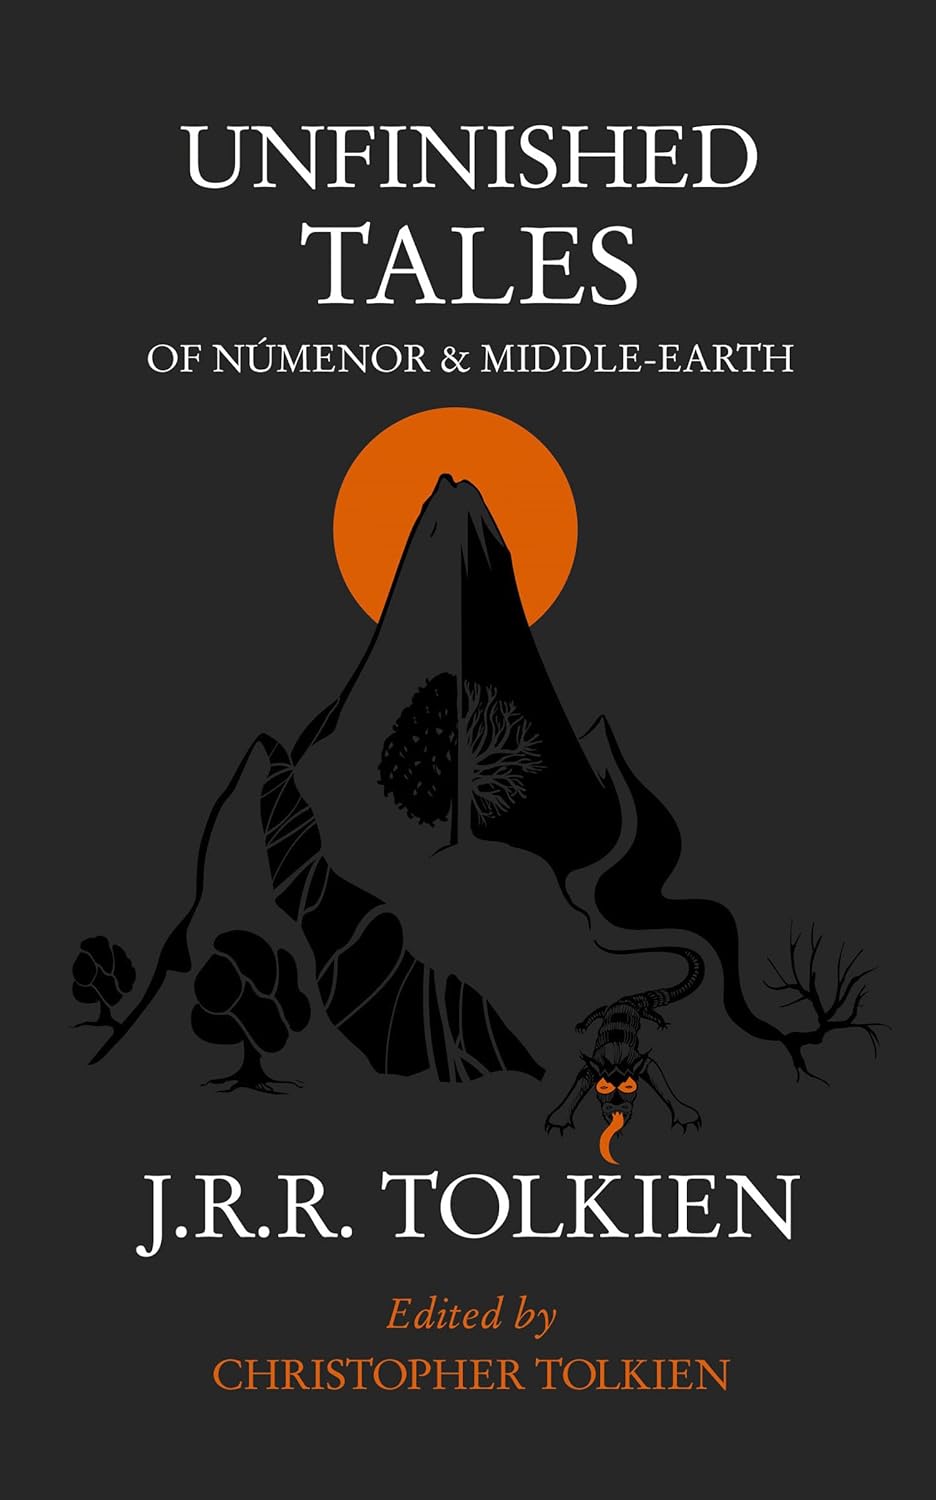 UNFINISHED
TALES
OF NÚMENOR & MIDDLE-EARTH
J.R.R. TOLKIEN
Edited by
CHRISTOPHER TOLKIEN